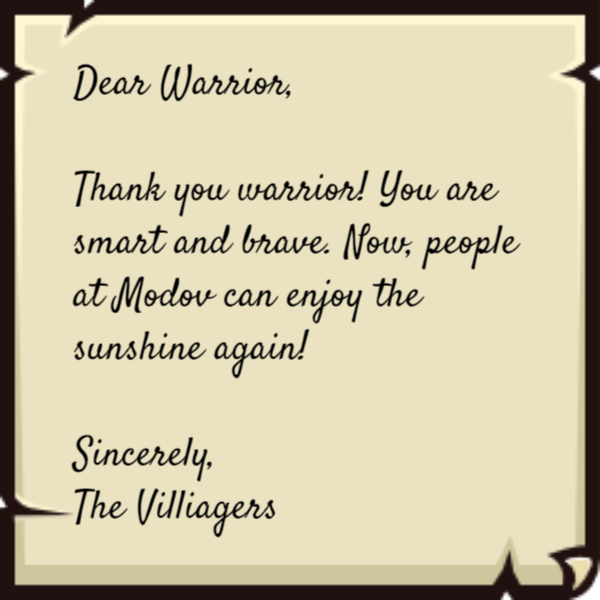 Dear Warrior,
Thank you warrior! You are
smart and brave. Now, people
at Modov can enjoy the
sunshine again!
Sincerely,
The Villiagers